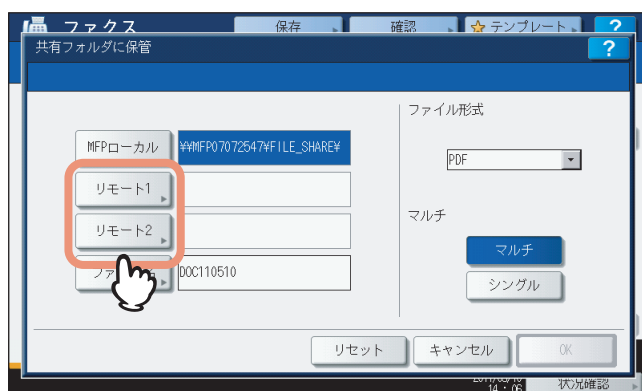 ファクス 保存 確認 テンプレート ?
共有フォルダに保管 ?
ファイル形式
MFPローカル ¥¥MFP07072547¥FILE_SHARE¥
PDF
リモート1
マルチ
リモート2
マルチ
DOC110510
シングル
リセット キャンセル OK
14:06 状況確認